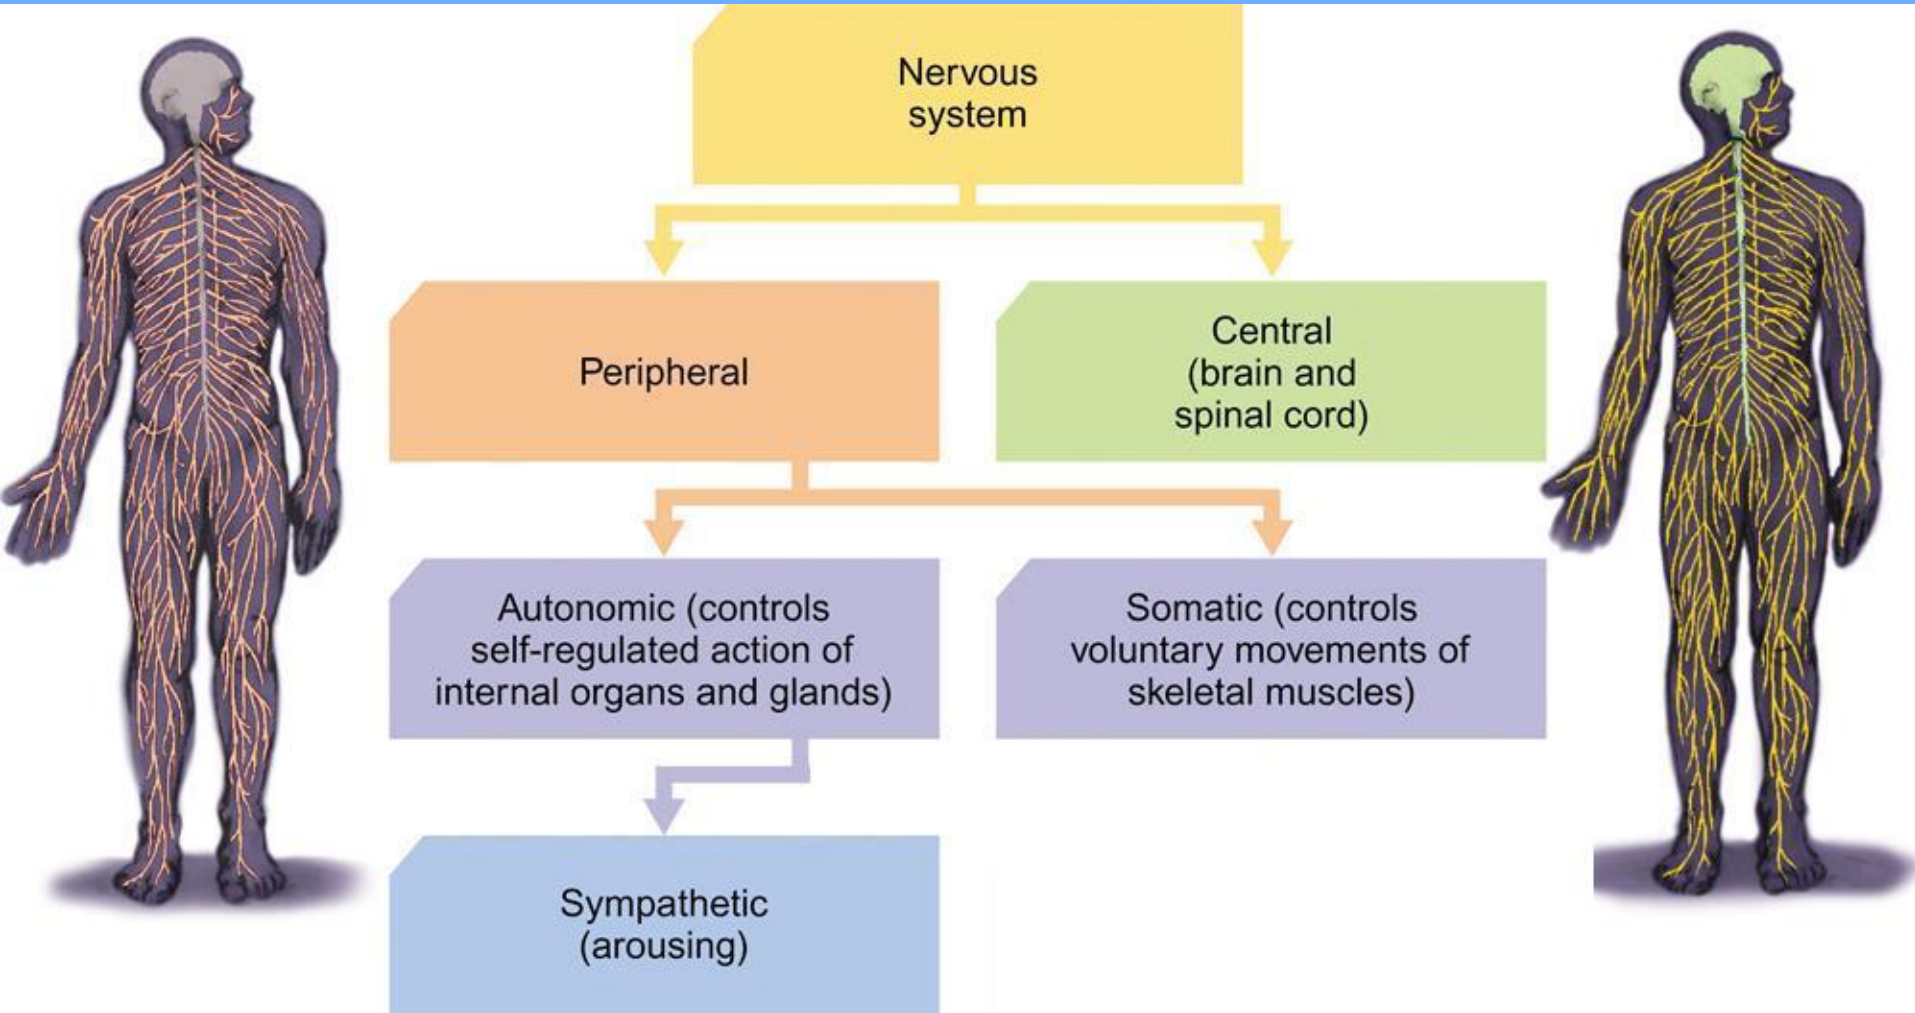 Nervous
system
Peripheral
Central
(brain and
spinal cord)
Autonomic (controls
self-regulated action of
internal organs and glands)
Somatic (controls
voluntary movements of
skeletal muscles)
Sympathetic
(arousing)